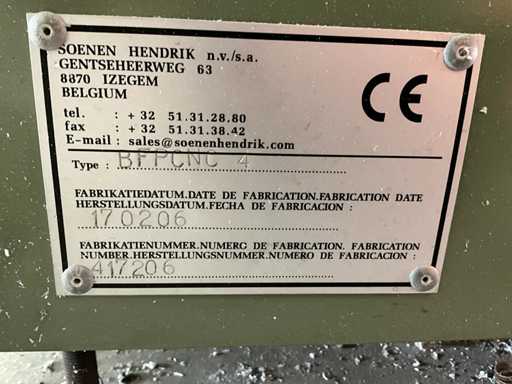 SOENEN HENDRIK n.v./s.a.
GENTSEHEERWEG 63
8870 IZEGEM
BELGIUM
tel. : + 32 51.31.28.80
fax : + 32 51.31.38.42
E-mail : sales@soenenhendrik.com
CE
Type : BFPCNC 4
FABRIKATIEDATUM.DATE DE FABRICATION.FABRICATION DATE
HERSTELLUNGSDATUM.FECHA DE FABRICACION :
170206
FABRIKATIENUMMER.NUMERG DE FABRICATION. FABRICATION
NUMBER.HERSTELLUNGSNUMMER.NUMERO DE FABRICACION :
417206